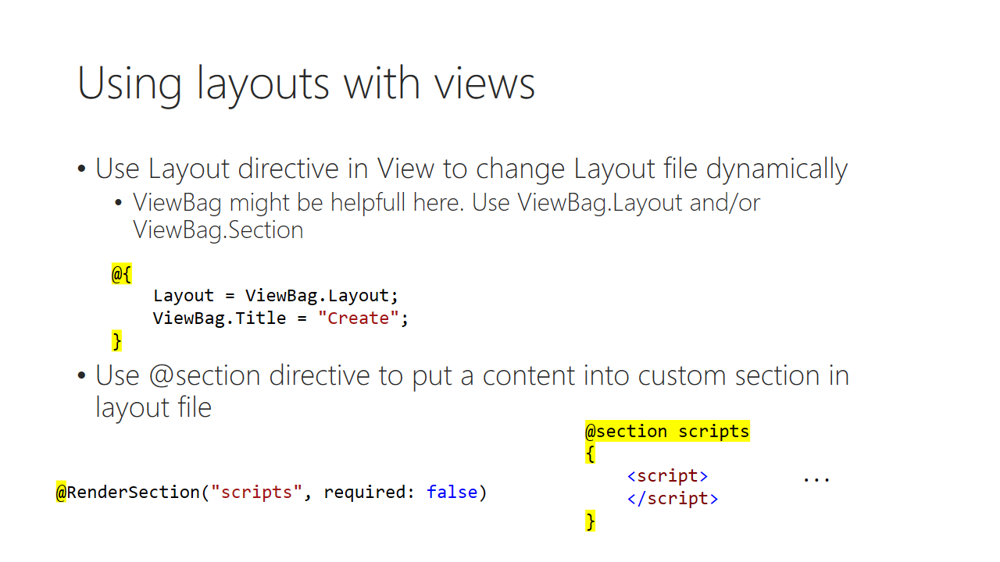 Using layouts with views
• Use Layout directive in View to change Layout file dynamically
• ViewBag might be helpfull here. Use ViewBag.Layout and/or
ViewBag.Section
@{
Layout = ViewBag.Layout;
ViewBag.Title = "Create";
}
• Use @section directive to put a content into custom section in
layout file
@RenderSection("scripts", required: false)
@section scripts
{
<script> ...
</script>
}